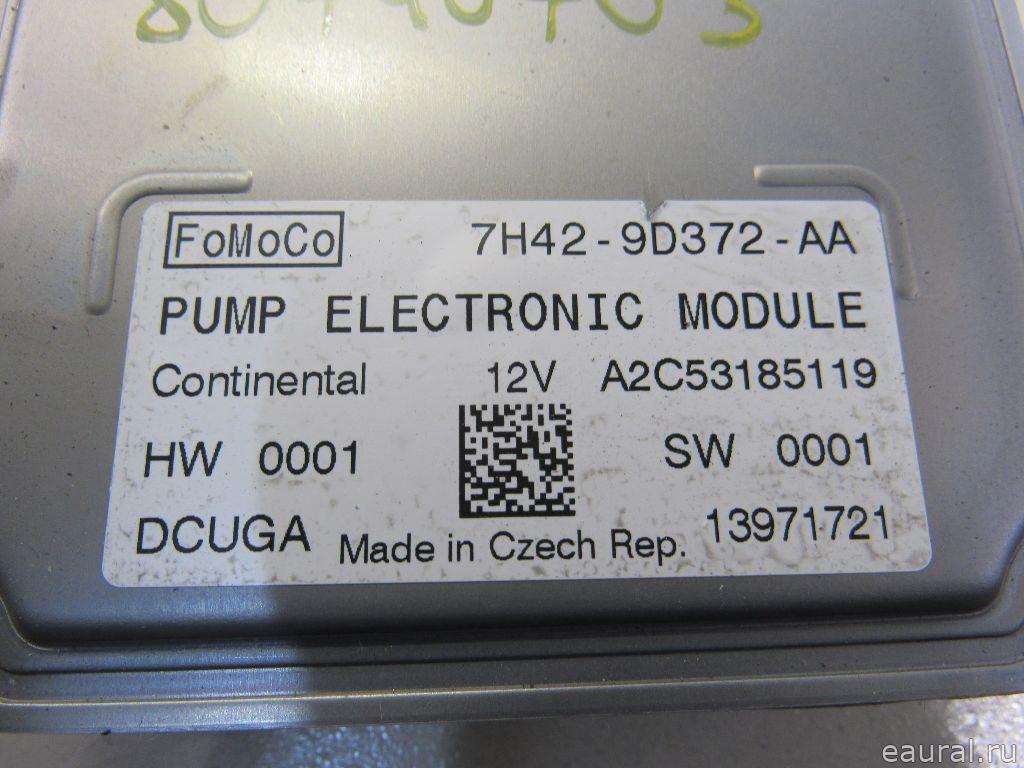 FoMoCo 7H42-9D372-AA
PUMP ELECTRONIC MODULE
Continental 12V A2C53185119
HW 0001 SW 0001
DCUGA Made in Czech Rep. 13971721
eaural.ru